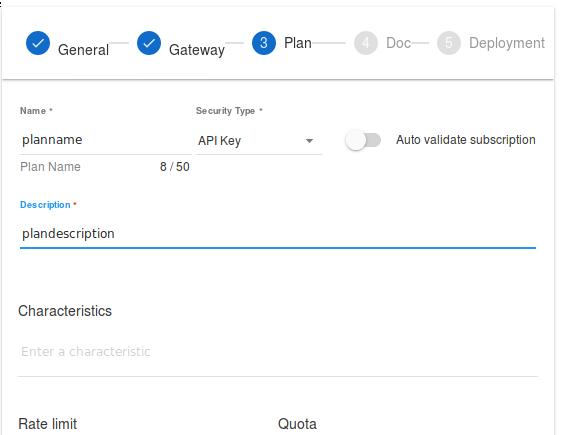 General Gateway 3 Plan 4 Doc 5 Deployment
Name * Security Type *
planname API Key Auto validate subscription
Plan Name 8 / 50
Description *
plandescription
Characteristics
Enter a characteristic
Rate limit Quota